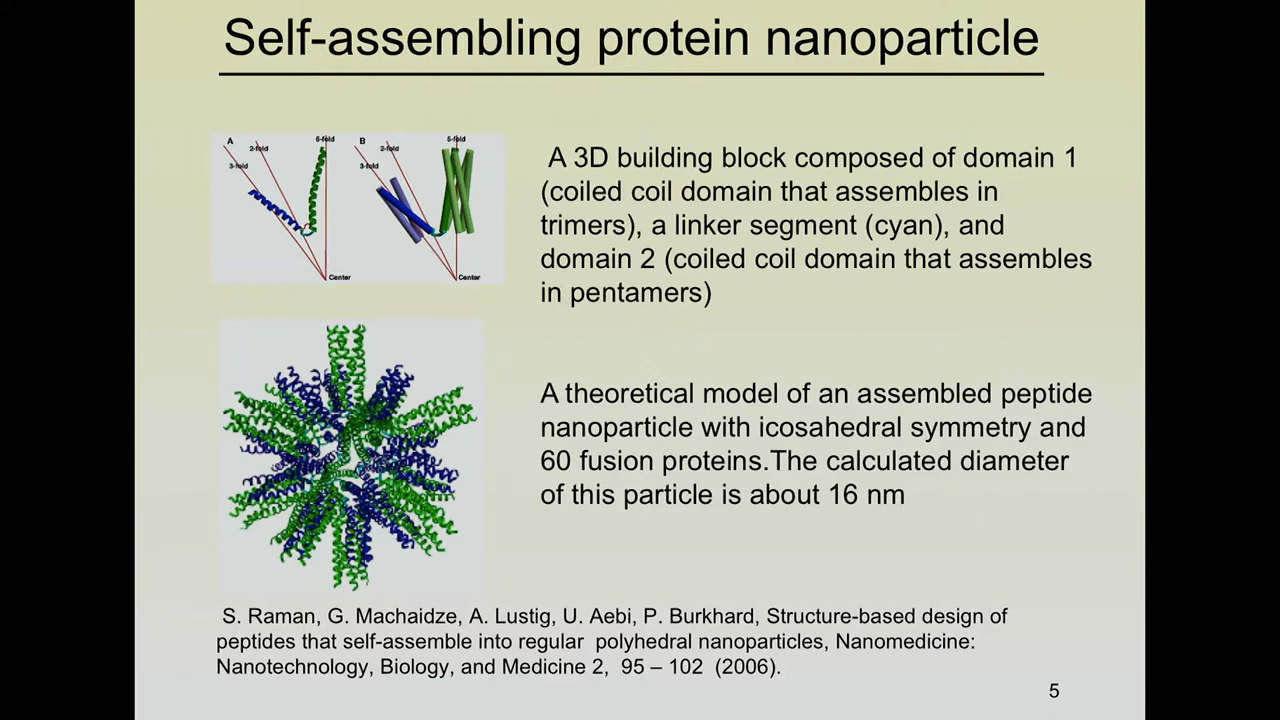 Self-assembling protein nanoparticle
A
2-fold
5-fold
3-fold
Center
B
2-fold
5-fold
3-fold
Center
A 3D building block composed of domain 1
(coiled coil domain that assembles in
trimers), a linker segment (cyan), and
domain 2 (coiled coil domain that assembles
in pentamers)
A theoretical model of an assembled peptide
nanoparticle with icosahedral symmetry and
60 fusion proteins.The calculated diameter
of this particle is about 16 nm
S. Raman, G. Machaidze, A. Lustig, U. Aebi, P. Burkhard, Structure-based design of
peptides that self-assemble into regular polyhedral nanoparticles, Nanomedicine:
Nanotechnology, Biology, and Medicine 2, 95 – 102 (2006).
5